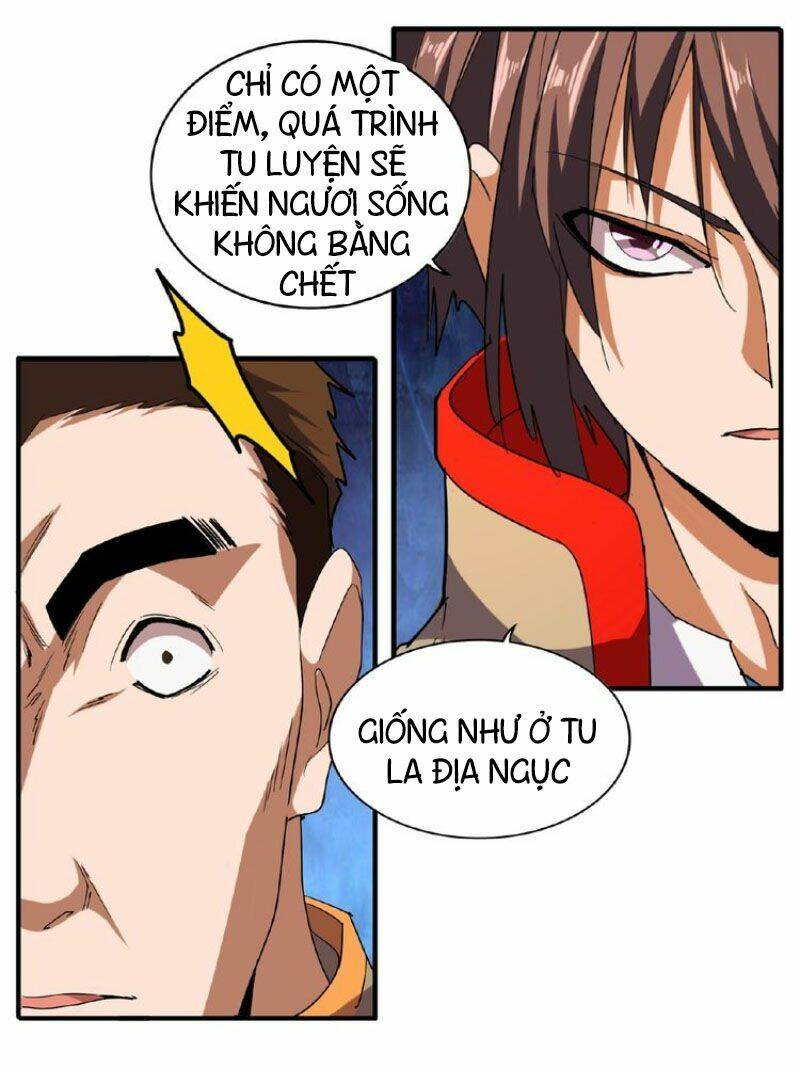 CHỈ CÓ MỘT
ĐIỂM, QUÁ TRÌNH
TU LUYỆN SẼ
KHIẾN NGƯƠI SỐNG
KHÔNG BẰNG
CHẾT
GIỐNG NHƯ Ở TU
LA ĐỊA NGỤC